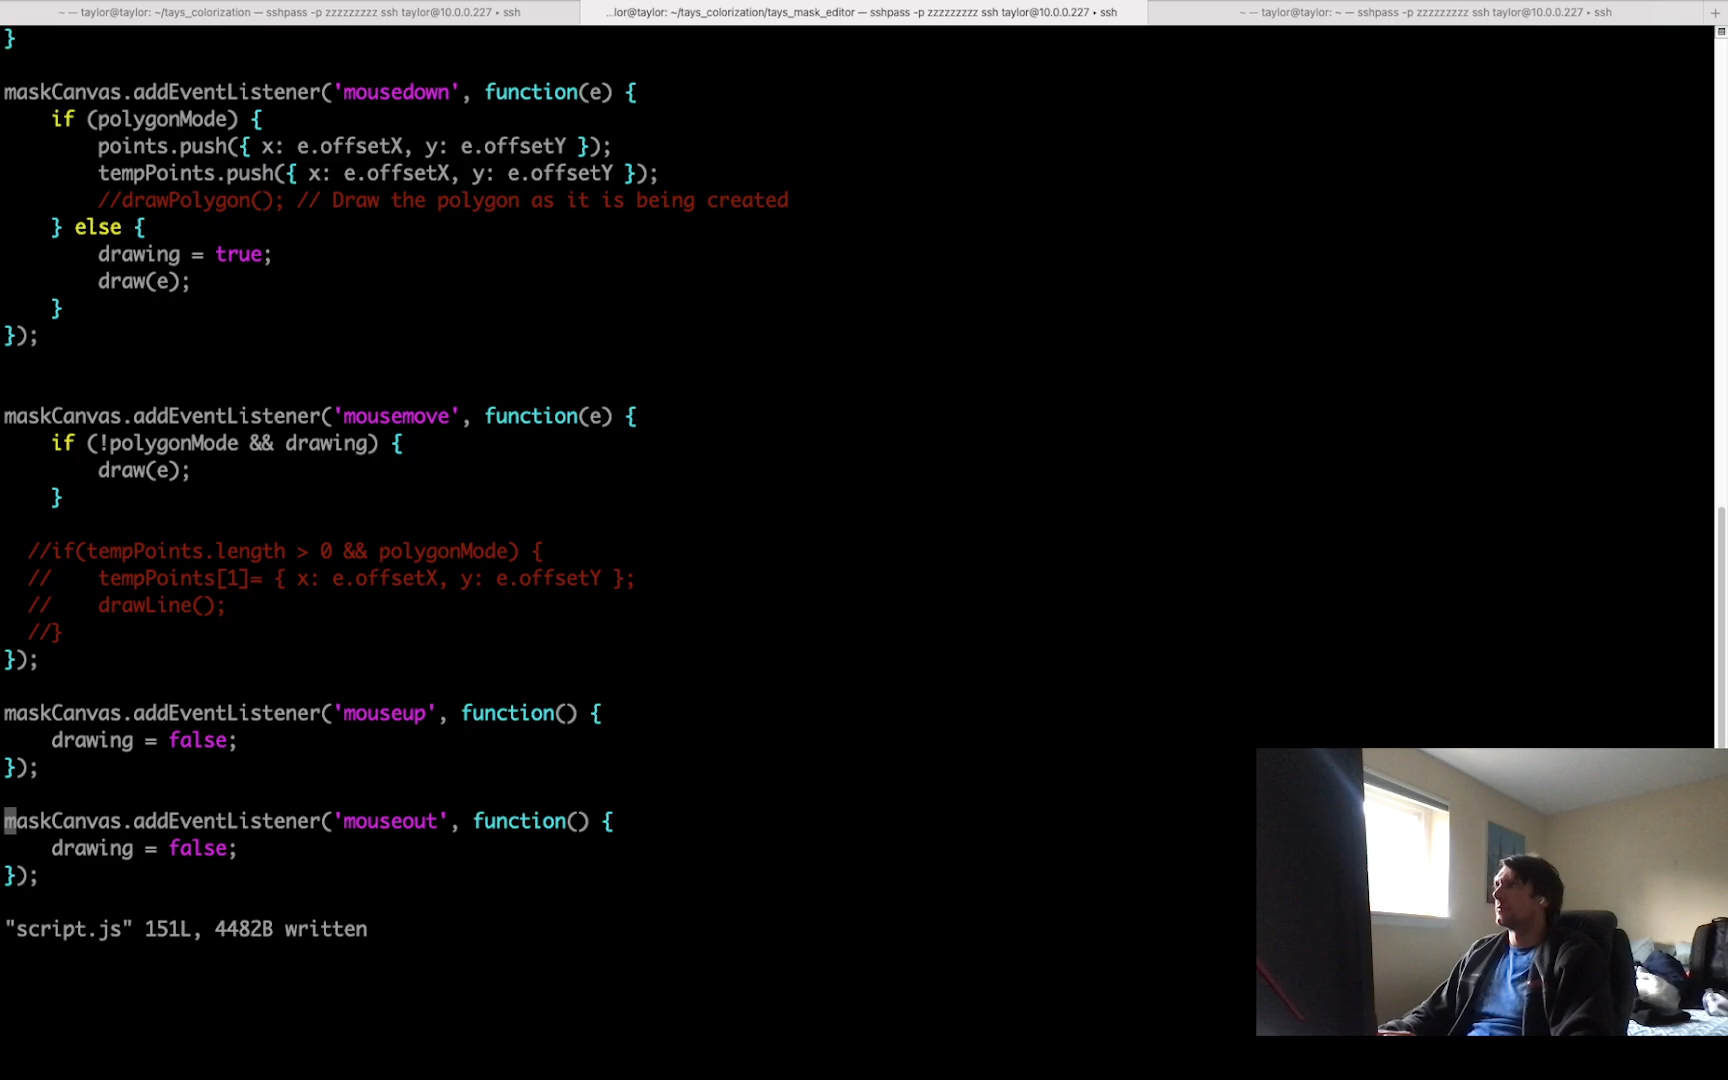 ~ — taylor@taylor: ~/tays_colorization — sshpass -p zzzzzzzzz ssh taylor@10.0.0.227 • ssh
...lor@taylor: ~/tays_colorization/tays_mask_editor — sshpass -p zzzzzzzzz ssh taylor@10.0.0.227 • ssh
~ — taylor@taylor: ~ — sshpass -p zzzzzzzzz ssh taylor@10.0.0.227 • ssh
}
maskCanvas.addEventListener('mousedown', function(e) {
    if (polygonMode) {
        points.push({ x: e.offsetX, y: e.offsetY });
        tempPoints.push({ x: e.offsetX, y: e.offsetY });
        //drawPolygon(); // Draw the polygon as it is being created
    } else {
        drawing = true;
        draw(e);
    }
});
maskCanvas.addEventListener('mousemove', function(e) {
    if (!polygonMode && drawing) {
        draw(e);
    }
  //if(tempPoints.length > 0 && polygonMode) {
  //    tempPoints[1]= { x: e.offsetX, y: e.offsetY };
  //    drawLine();
  //}
});
maskCanvas.addEventListener('mouseup', function() {
    drawing = false;
});
maskCanvas.addEventListener('mouseout', function() {
    drawing = false;
});
"script.js" 151L, 4482B written